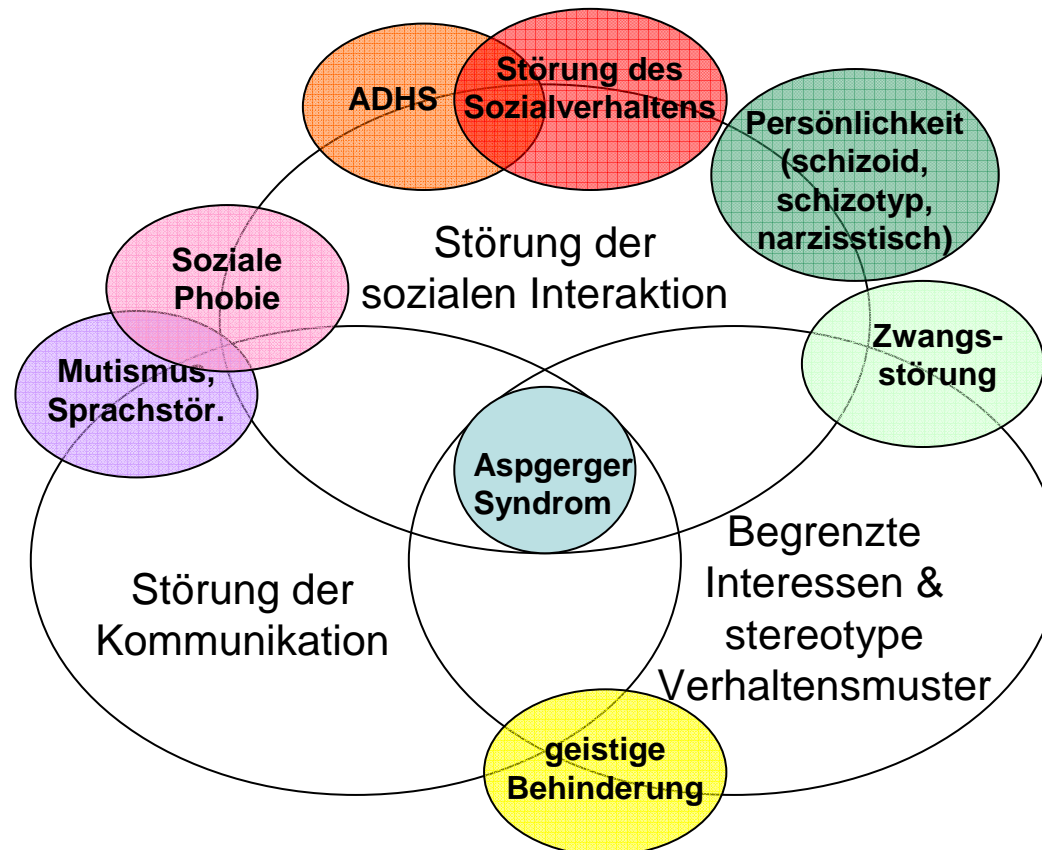 ADHS
Störung des
Sozialverhaltens
Persönlichkeit
(schizoid,
schizotyp,
narzisstisch)
Soziale
Phobie
Störung der
sozialen Interaktion
Zwangs-
störung
Mutismus,
Sprachstör.
Aspgerger
Syndrom
Störung der
Kommunikation
Begrenzte
Interessen &
stereotype
Verhaltensmuster
geistige
Behinderung